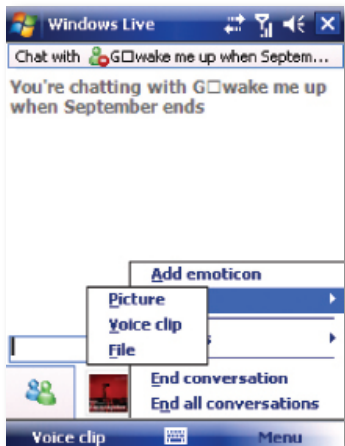 Windows Live
Chat with G□wake me up when Septem...
You're chatting with G□wake me up
when September ends
Add emoticon
Picture
Voice clip
File
End conversation
End all conversations
Voice clip
Menu